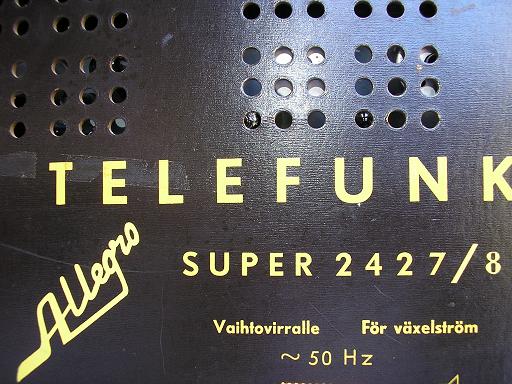 TELEFUNK
Allegro
SUPER 2427/8
Vaihtovirralle För växelström
~ 50 Hz